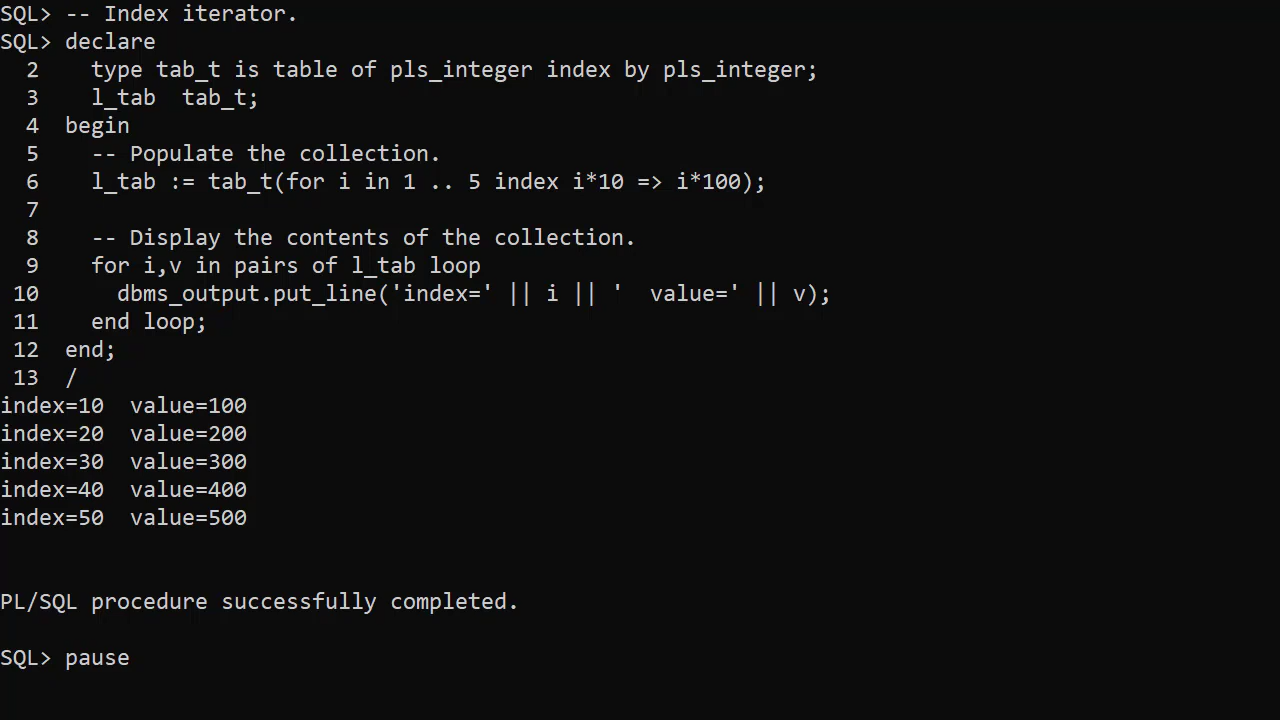 SQL> -- Index iterator.
SQL> declare
  2    type tab_t is table of pls_integer index by pls_integer;
  3    l_tab  tab_t;
  4  begin
  5    -- Populate the collection.
  6    l_tab := tab_t(for i in 1 .. 5 index i*10 => i*100);
  7
  8    -- Display the contents of the collection.
  9    for i,v in pairs of l_tab loop
 10      dbms_output.put_line('index=' || i || '  value=' || v);
 11    end loop;
 12  end;
 13  /
index=10  value=100
index=20  value=200
index=30  value=300
index=40  value=400
index=50  value=500
PL/SQL procedure successfully completed.
SQL> pause